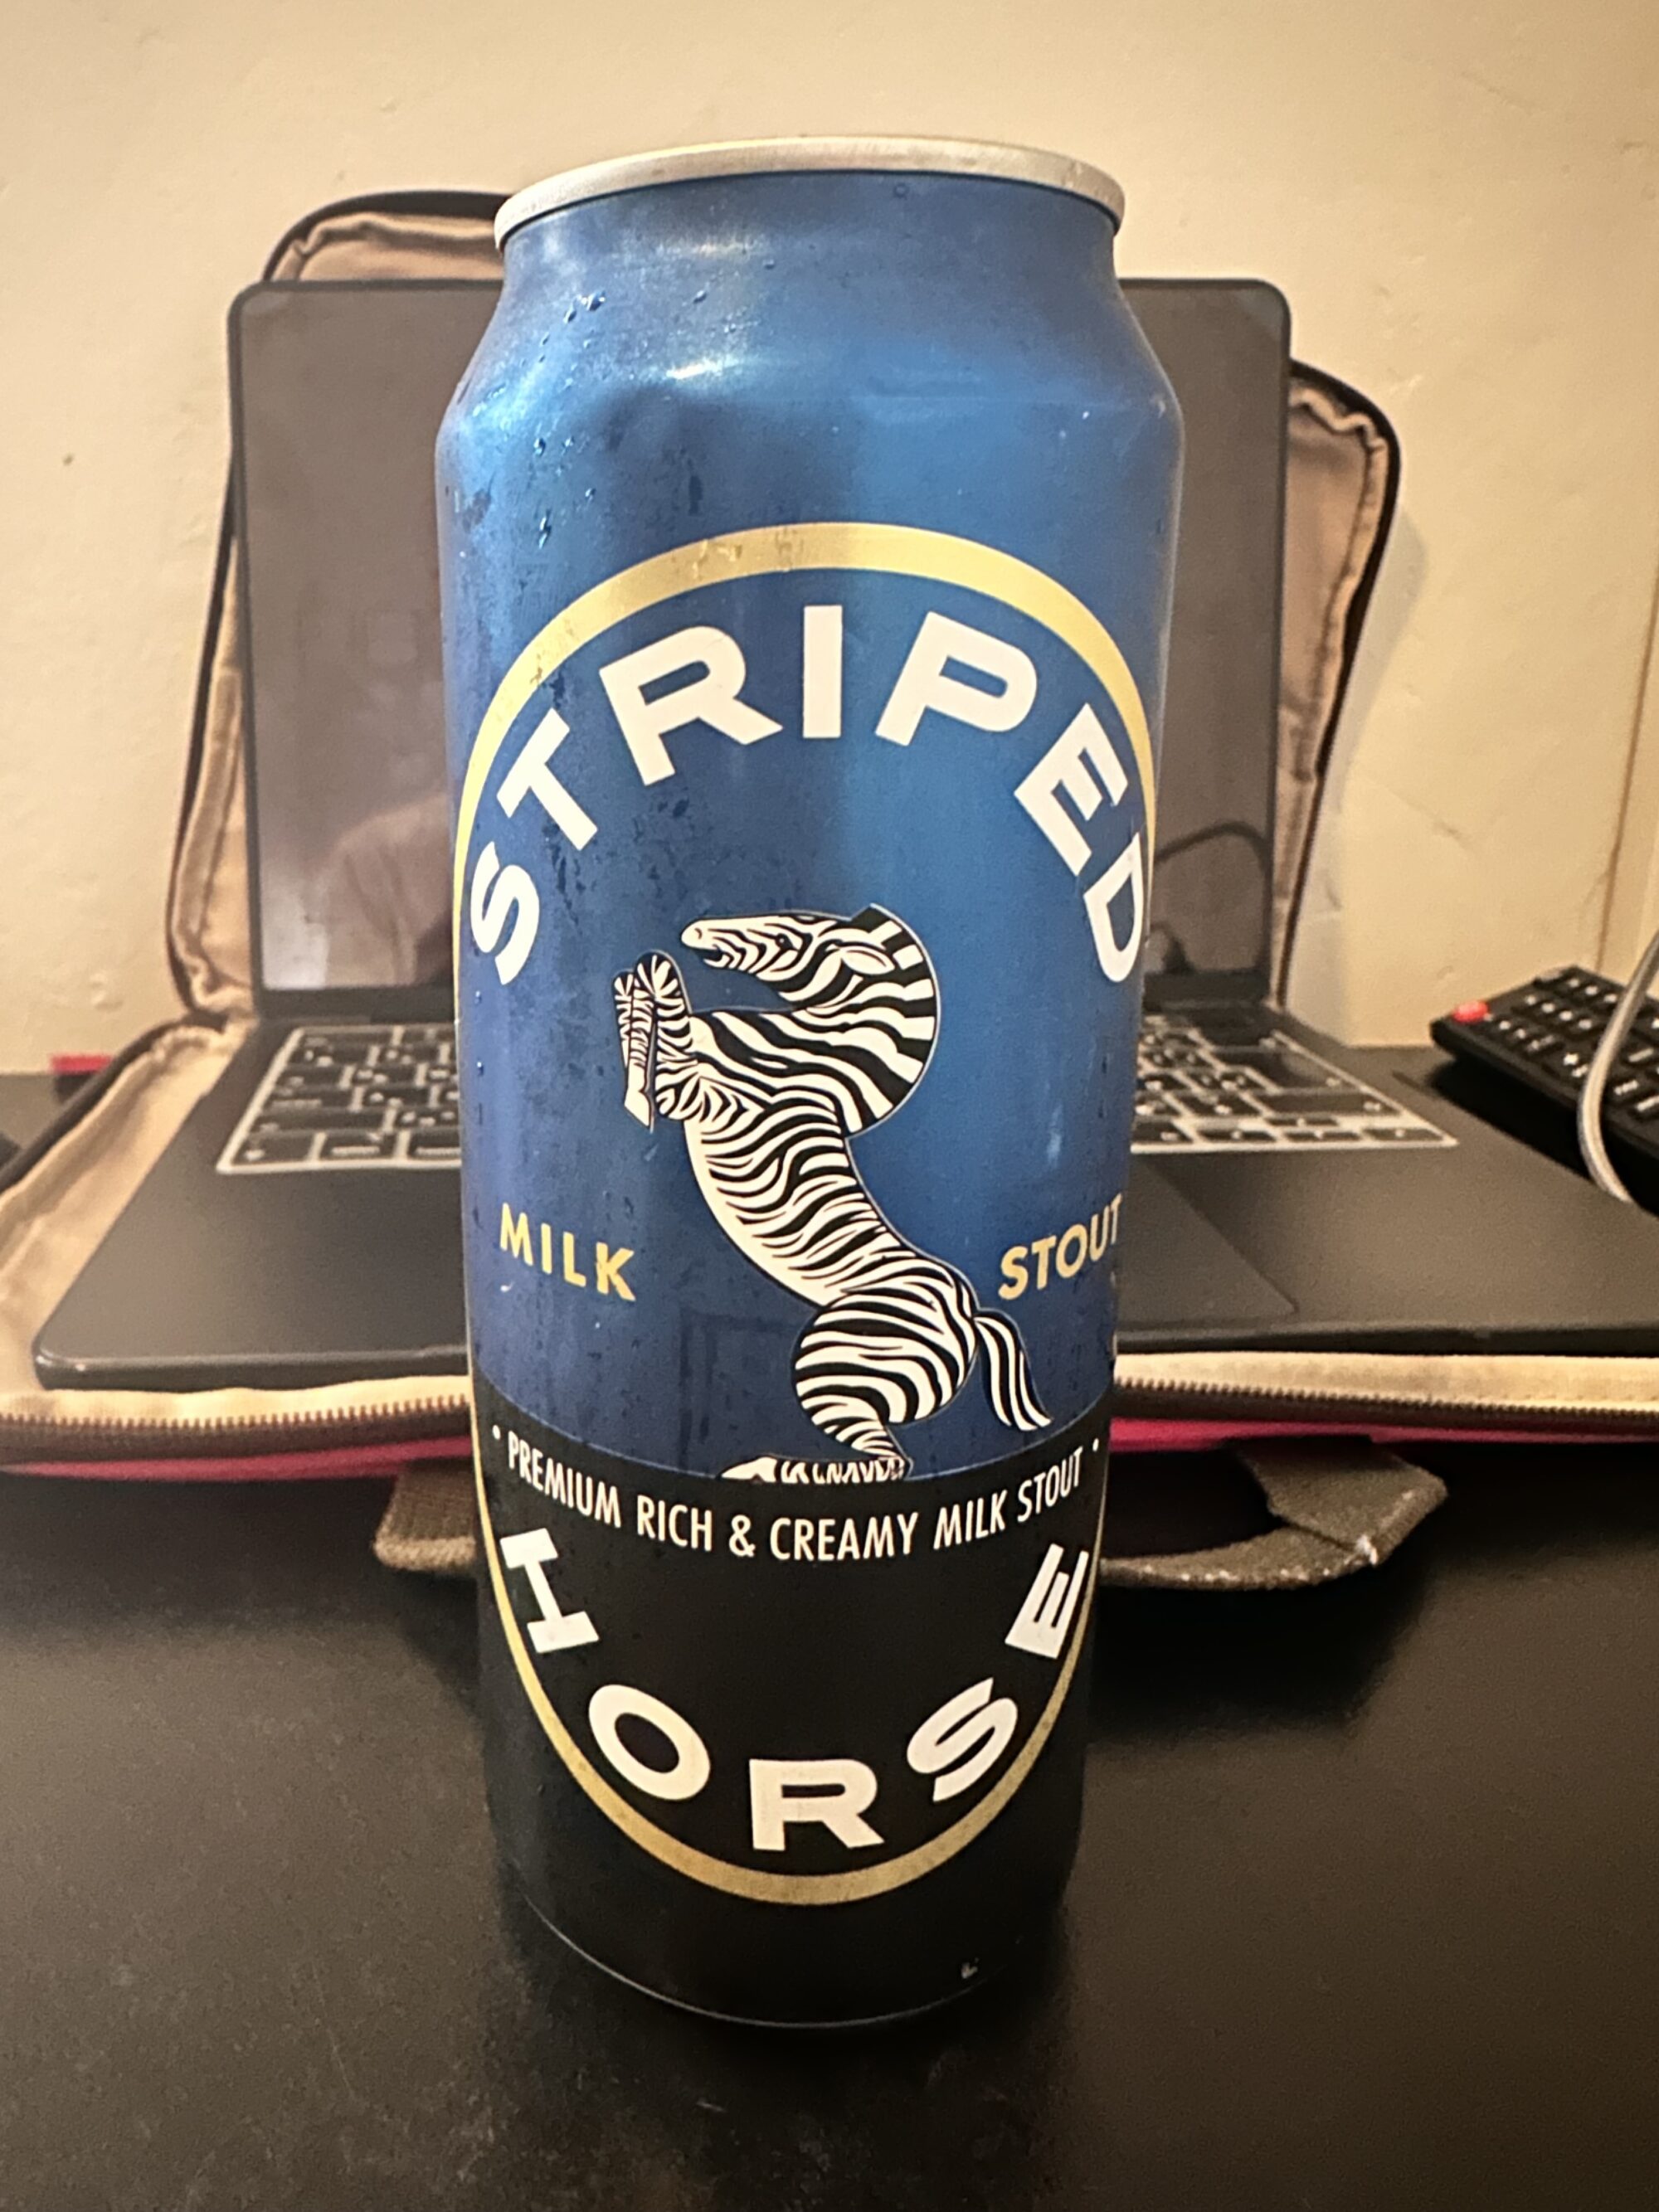 STRIPED
MILK STOUT
• PREMIUM RICH & CREAMY MILK STOUT •
HORSE